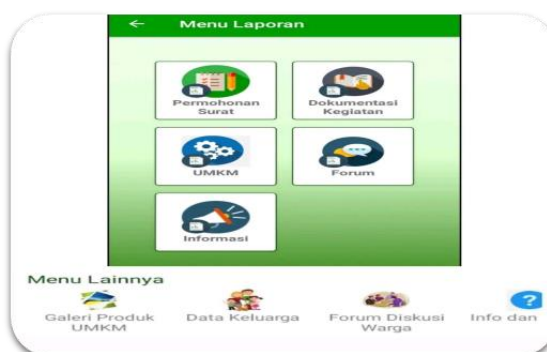 Menu Laporan
Permohonan
Surat
Dokumentasi
Kegiatan
UMKM
Forum
Informasi
Menu Lainnya
Galeri Produk
UMKM
Data Keluarga
Forum Diskusi
Warga
Info dan
?